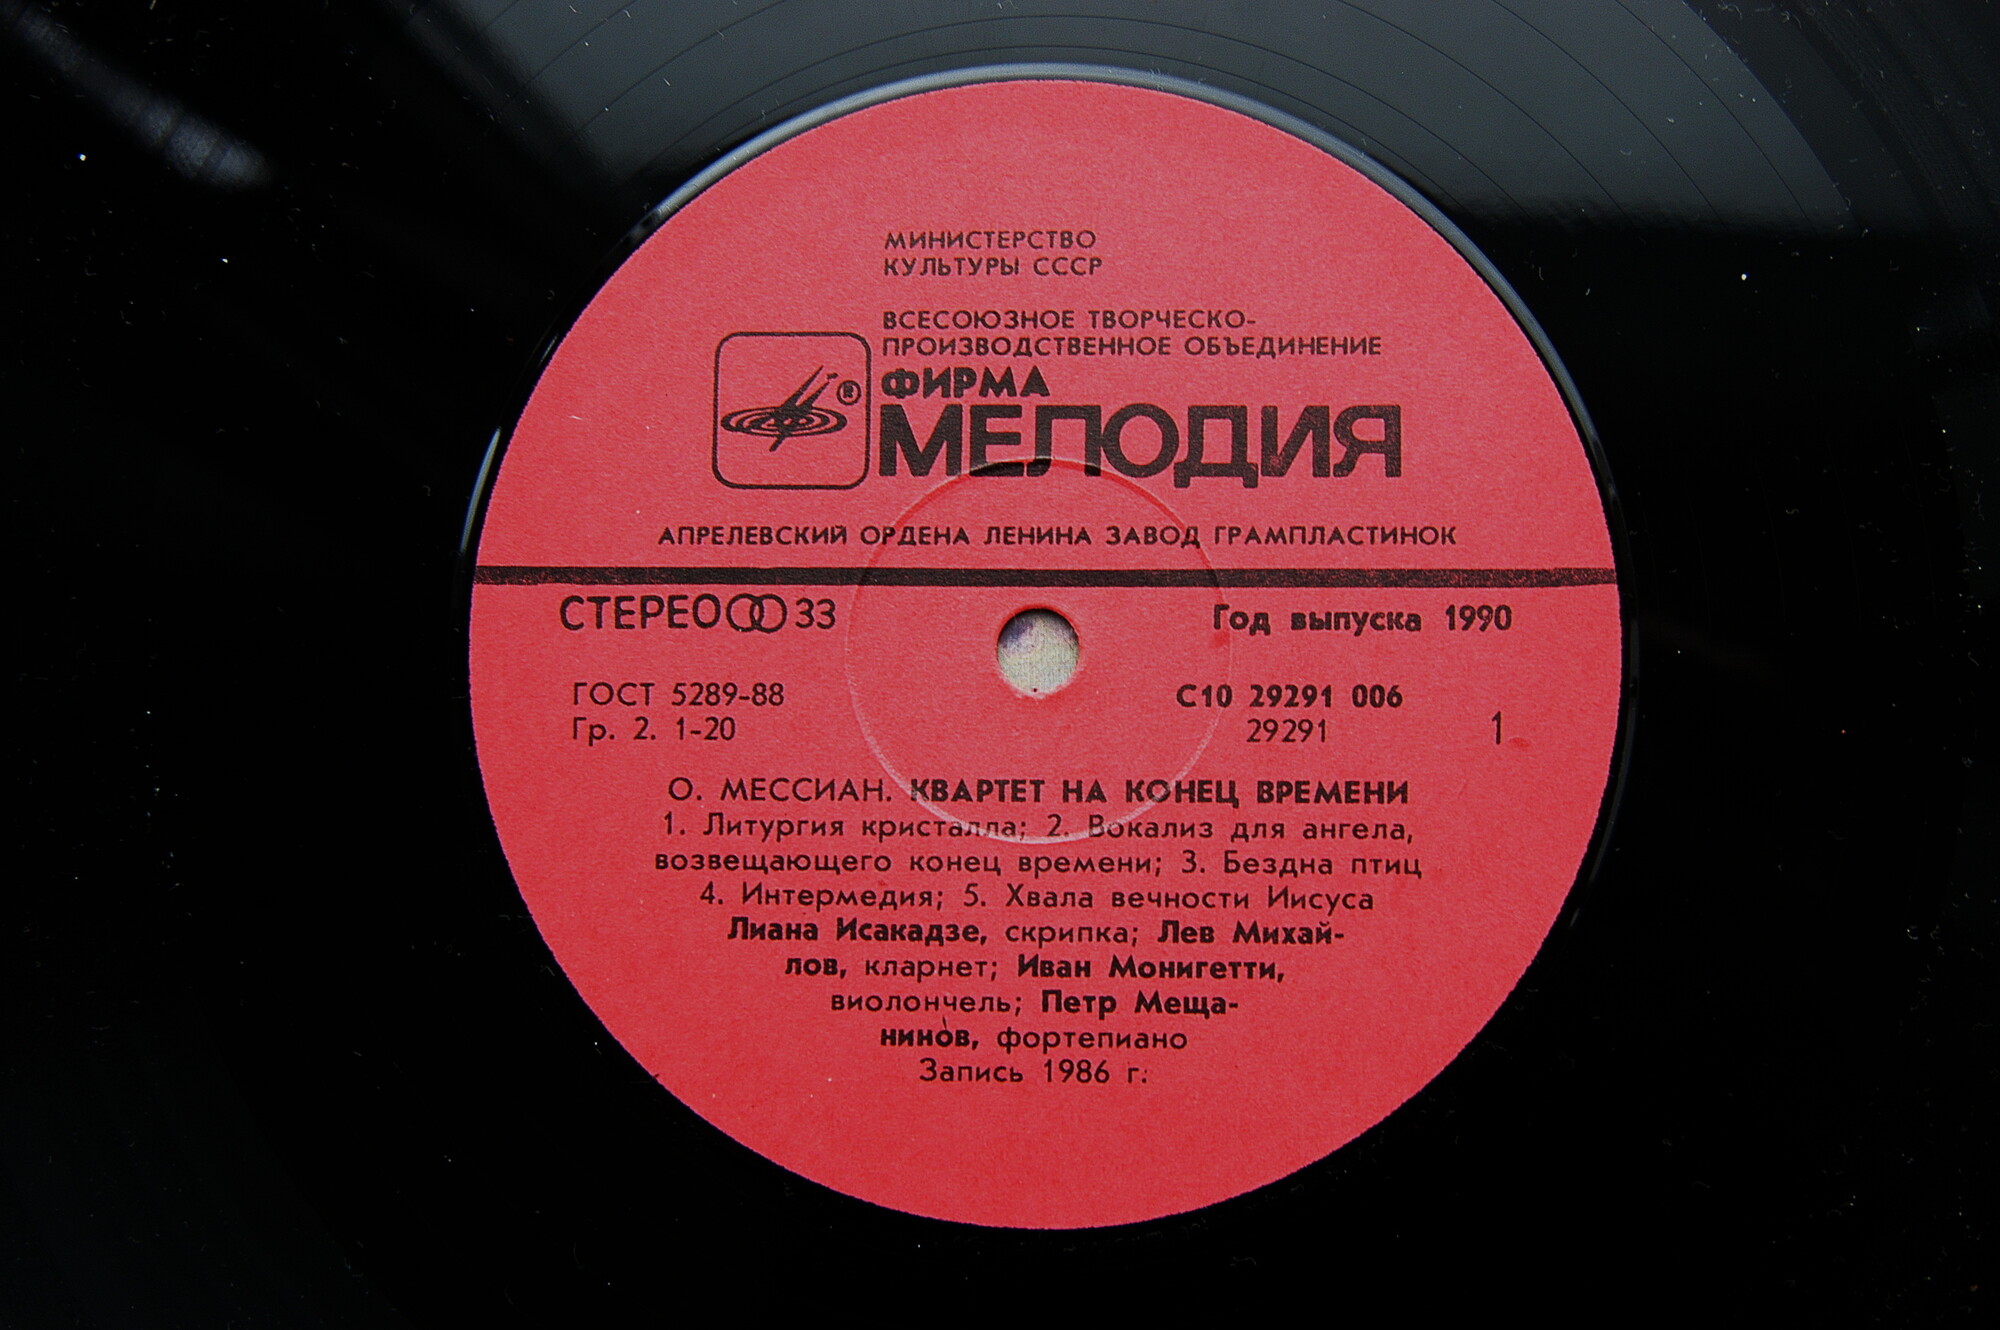 МИНИСТЕРСТВО
КУЛЬТУРЫ СССР
ВСЕСОЮЗНОЕ ТВОРЧЕСКО-
ПРОИЗВОДСТВЕННОЕ ОБЪЕДИНЕНИЕ
®
ФИРМА
МЕЛОДИЯ
АПРЕЛЕВСКИЙ ОРДЕНА ЛЕНИНА ЗАВОД ГРАМПЛАСТИНОК
СТЕРЕО 33
Год выпуска 1990
ГОСТ 5289-88
С10 29291 006
Гр. 2. 1-20
29291
1
О. МЕССИАН. КВАРТЕТ НА КОНЕЦ ВРЕМЕНИ
1. Литургия кристалла; 2. Вокализ для ангела,
возвещающего конец времени; 3. Бездна птиц
4. Интермедия; 5. Хвала вечности Иисуса
Лиана Исакадзе, скрипка; Лев Михай-
лов, кларнет; Иван Монигетти,
виолончель; Петр Меща-
нинов, фортепиано
Запись 1986 г.